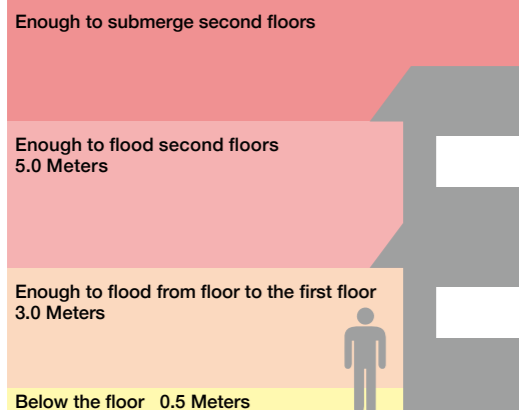 Enough to submerge second floors
Enough to flood second floors
5.0 Meters
Enough to flood from floor to the first floor
3.0 Meters
Below the floor 0.5 Meters